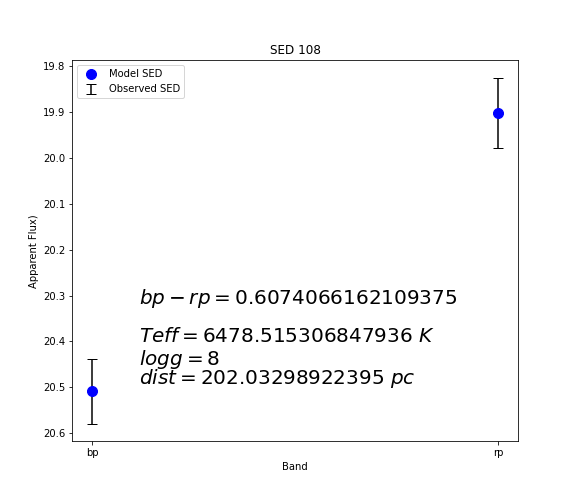 SED 108
Model SED
Observed SED
19.8
19.9
20.0
20.1
20.2
20.3
20.4
20.5
20.6
Apparent Flux)
bp − rp = 0.6074066162109375
Teff = 6478.515306847936 K
logg = 8
dist = 202.03298922395 pc
bp
rp
Band